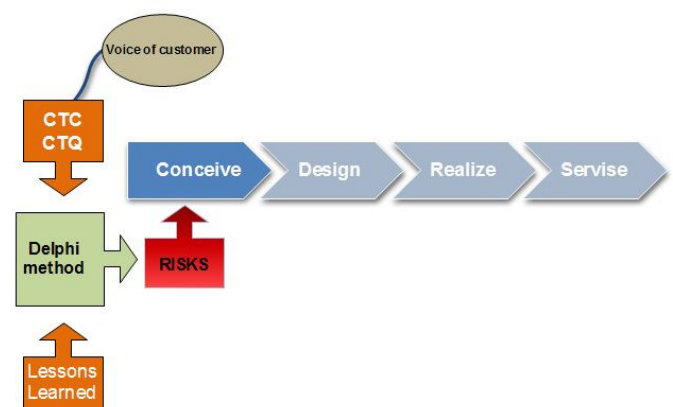 Voice of customer
CTC
CTQ
Conceive
Design
Realize
Servise
Delphi
method
RISKS
Lessons
Learned